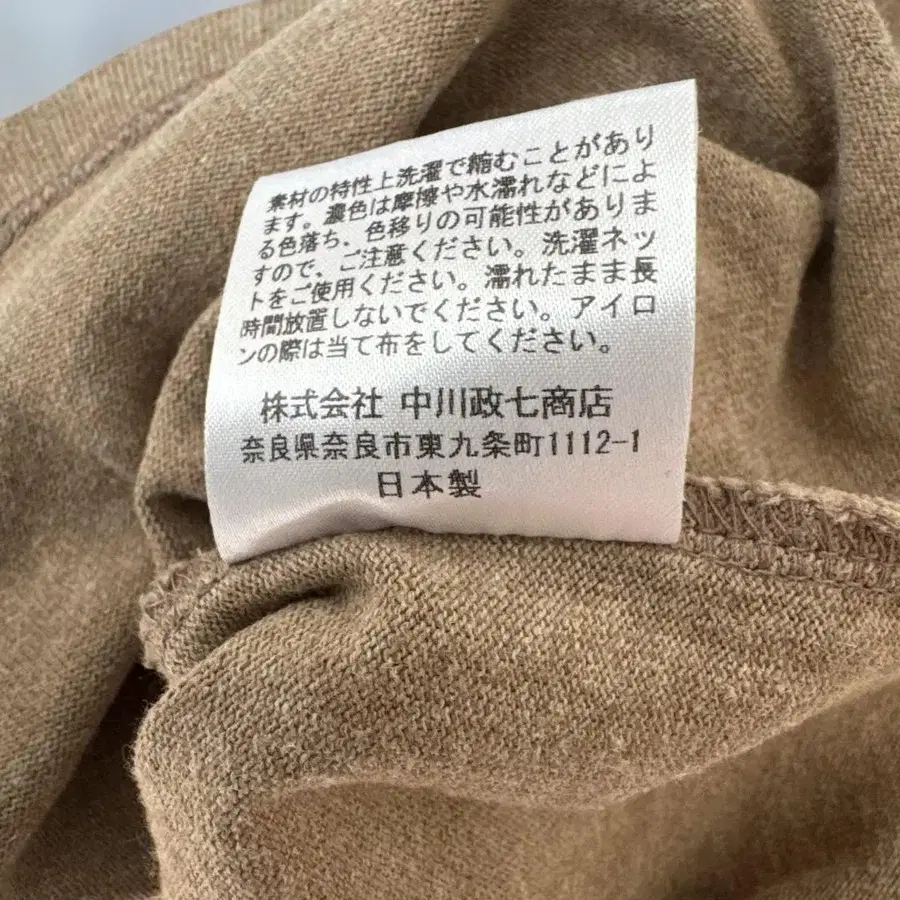 素材の特性上洗濯で縮むことがあり
ます。濃色は摩擦や水濡れなどによ
る色落ち、色移りの可能性がありま
すので、ご注意ください。洗濯ネッ
トをご使用ください。濡れたまま長
時間放置しないでください。アイロ
ンの際は当て布をしてください。
株式会社 中川政七商店
奈良県奈良市東九条町1112-1
日本製